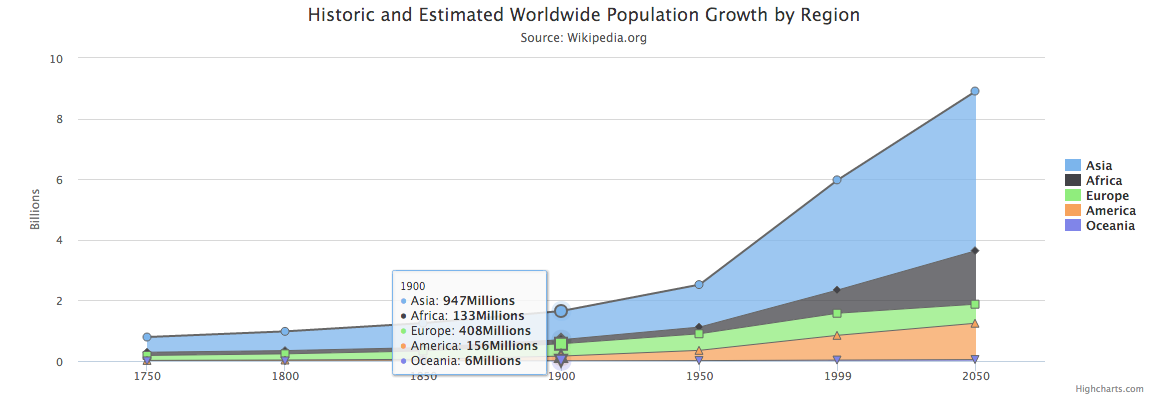 Historic and Estimated Worldwide Population Growth by Region
Source: Wikipedia.org
Billions
10
8
6
4
2
0
1900
Asia: 947Millions
Africa: 133Millions
Europe: 408Millions
America: 156Millions
Oceania: 6Millions
1750
1800
1850
1900
1950
1999
2050
Asia
Africa
Europe
America
Oceania
Highcharts.com